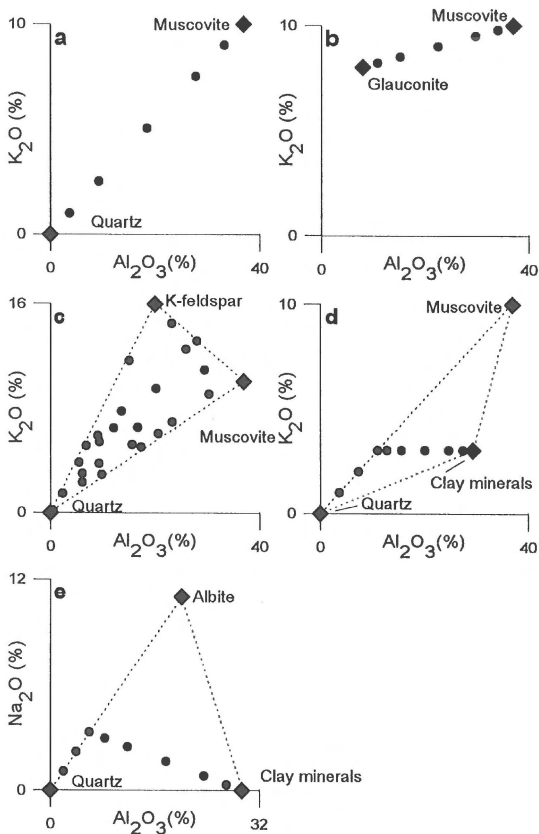 a
10
Muscovite
K₂O (%)
Quartz
0
0
40
Al₂O₃(%)
b
10
Muscovite
Glauconite
K₂O (%)
0
0
40
Al₂O₃(%)
c
16
K-feldspar
K₂O (%)
Muscovite
Quartz
0
0
40
Al₂O₃(%)
d
10
Muscovite
K₂O (%)
Clay minerals
Quartz
0
0
40
Al₂O₃(%)
e
12
Albite
Na₂O (%)
Quartz
Clay minerals
0
0
32
Al₂O₃(%)